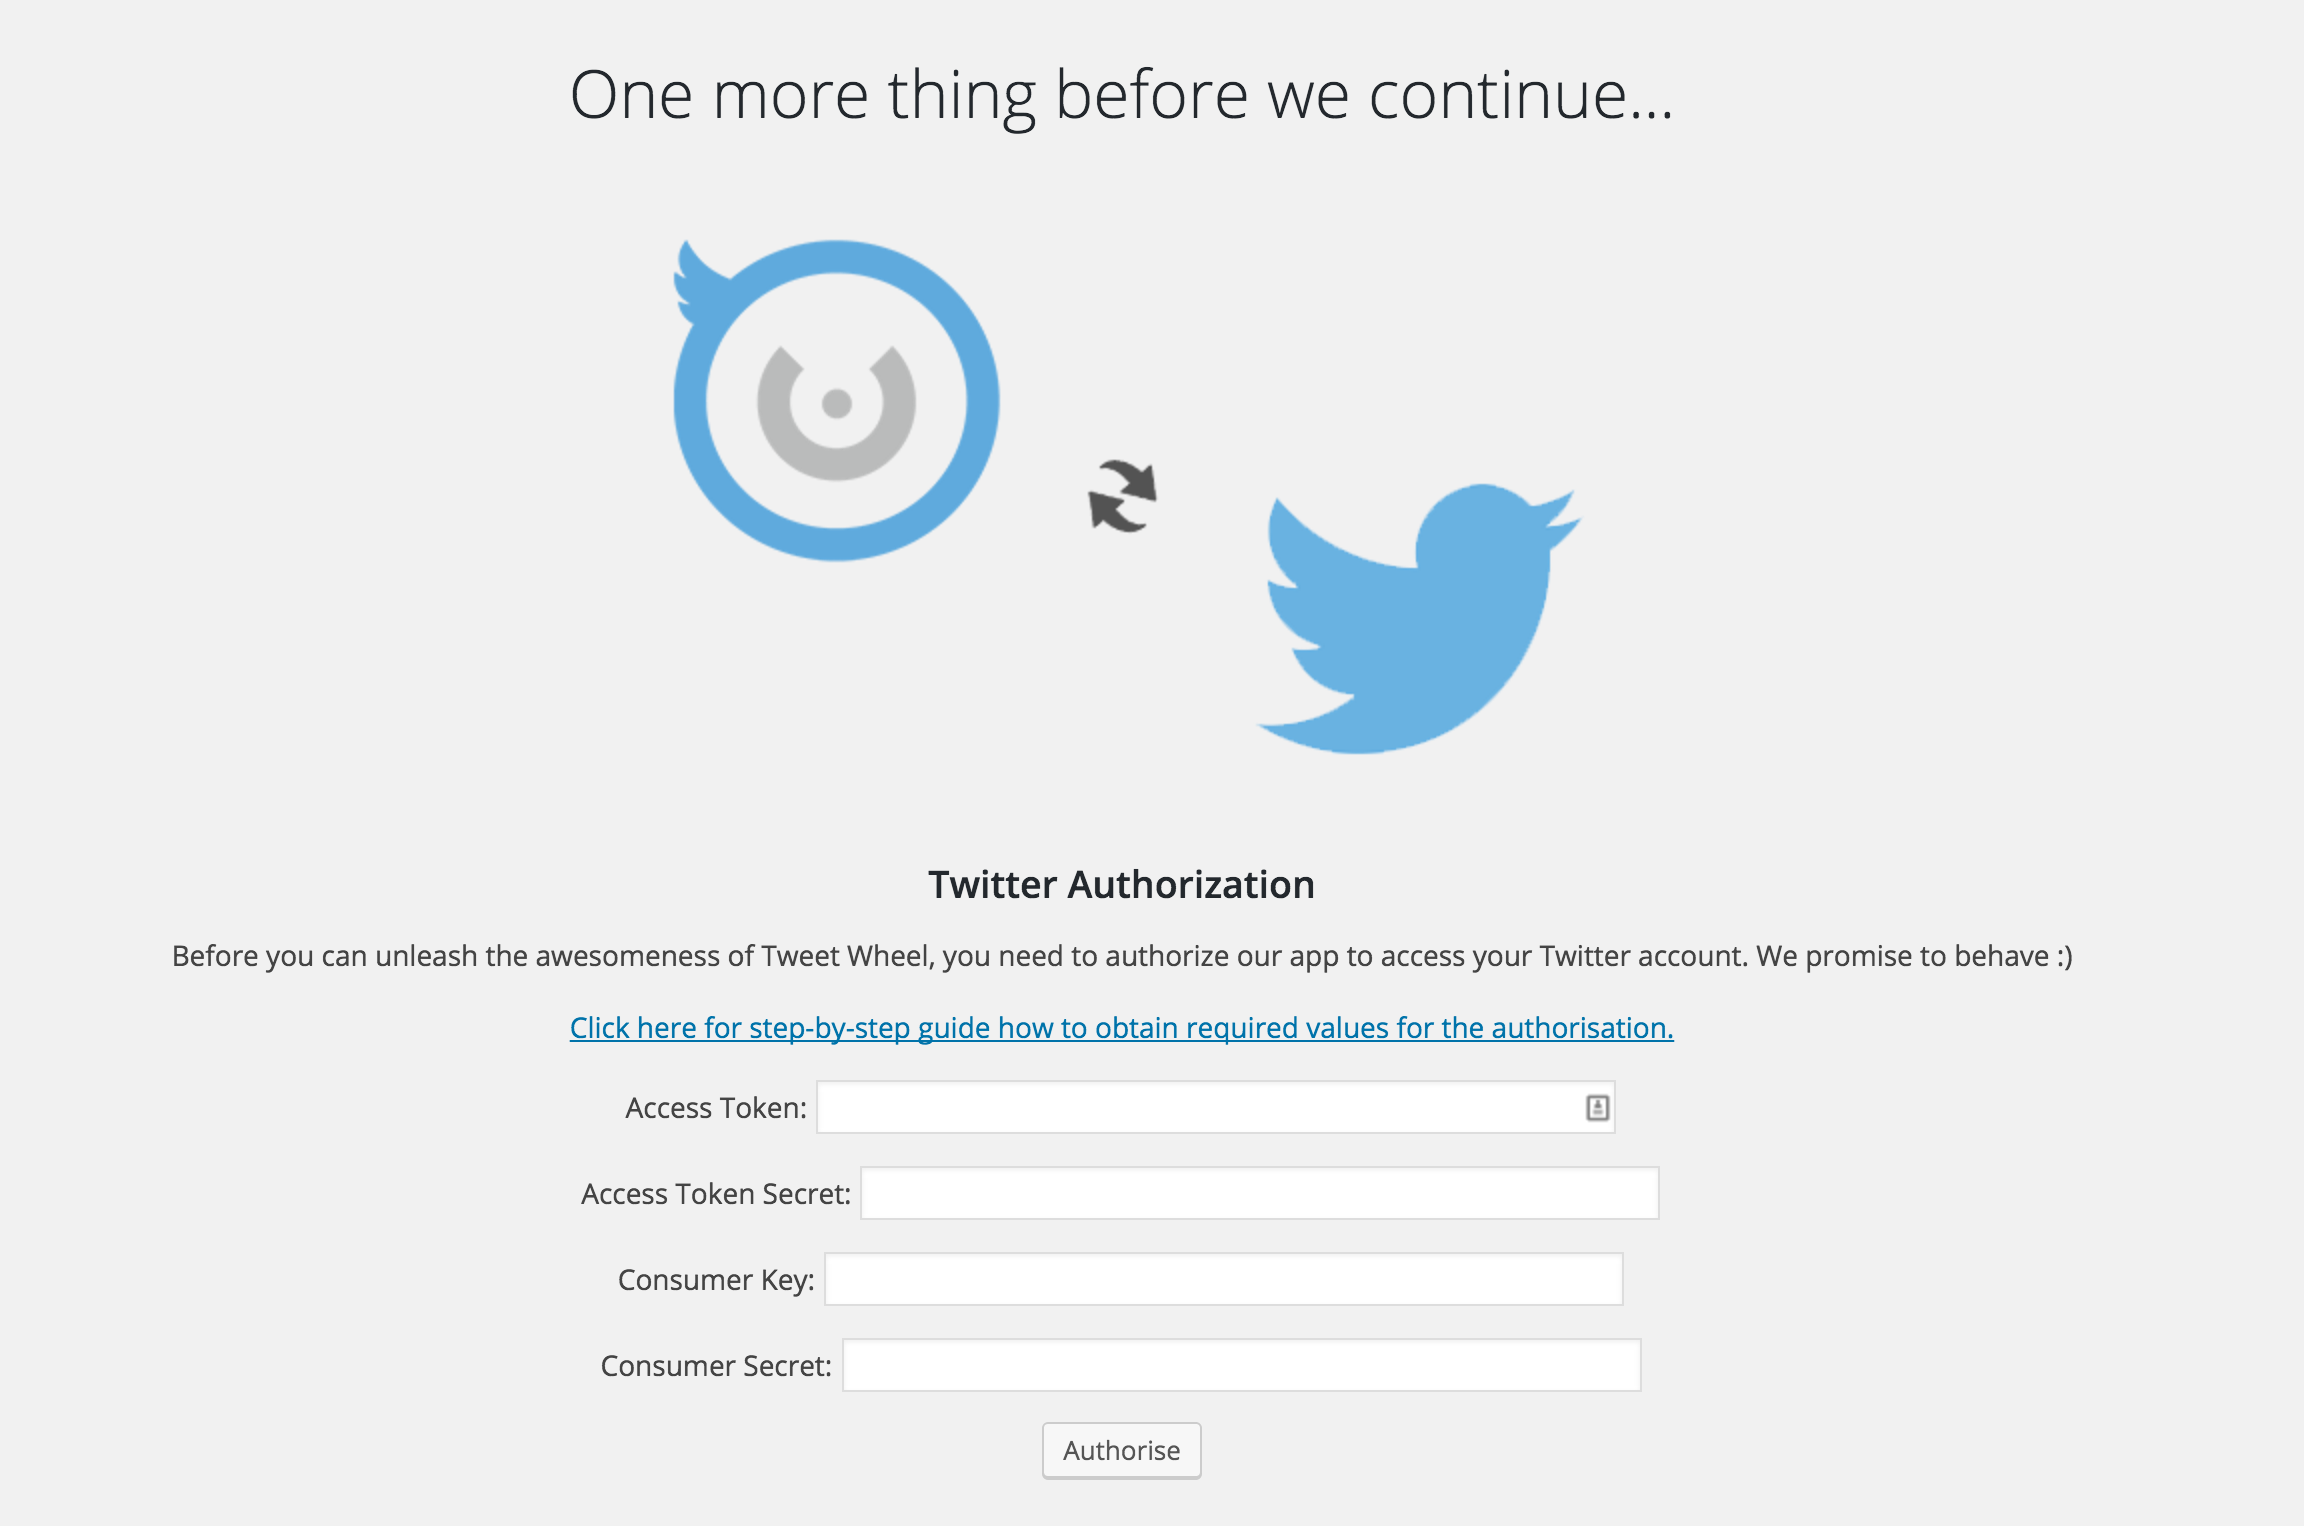 One more thing before we continue...
Twitter Authorization
Before you can unleash the awesomeness of Tweet Wheel, you need to authorize our app to access your Twitter account. We promise to behave :)
Click here for step-by-step guide how to obtain required values for the authorisation.
Access Token:
Access Token Secret:
Consumer Key:
Consumer Secret:
Authorise